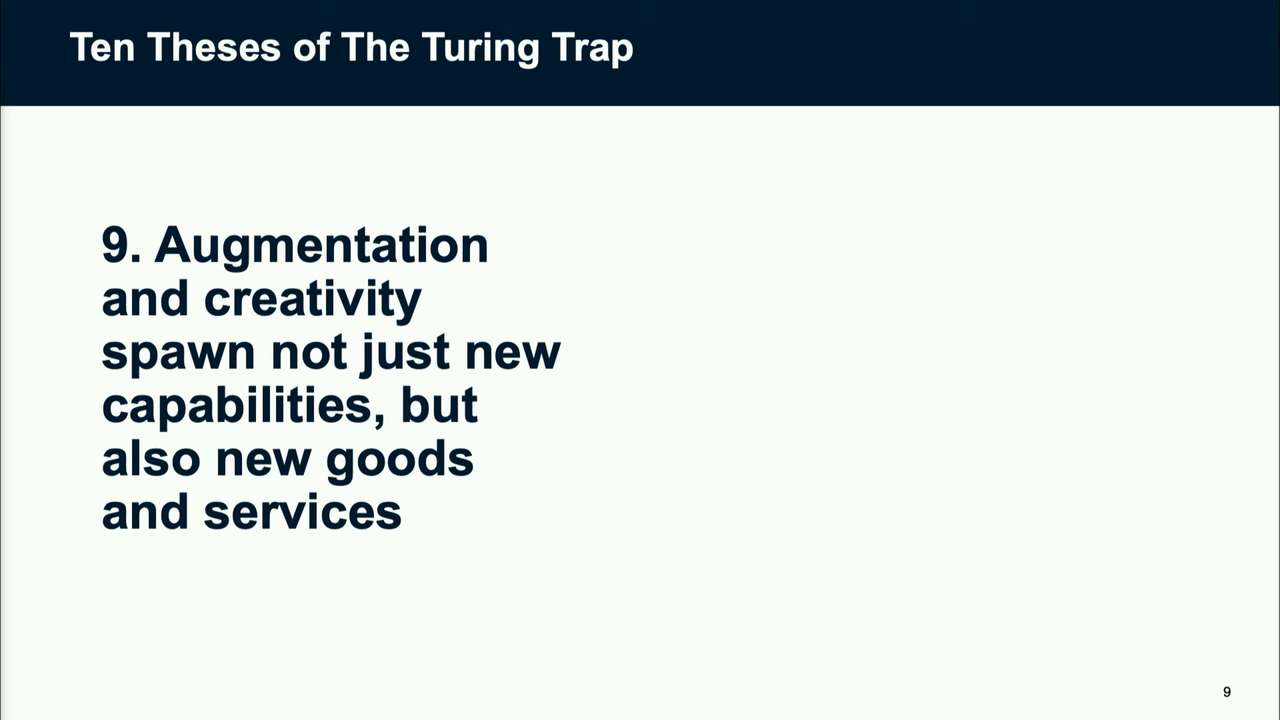 Ten Theses of The Turing Trap
9. Augmentation
and creativity
spawn not just new
capabilities, but
also new goods
and services
9